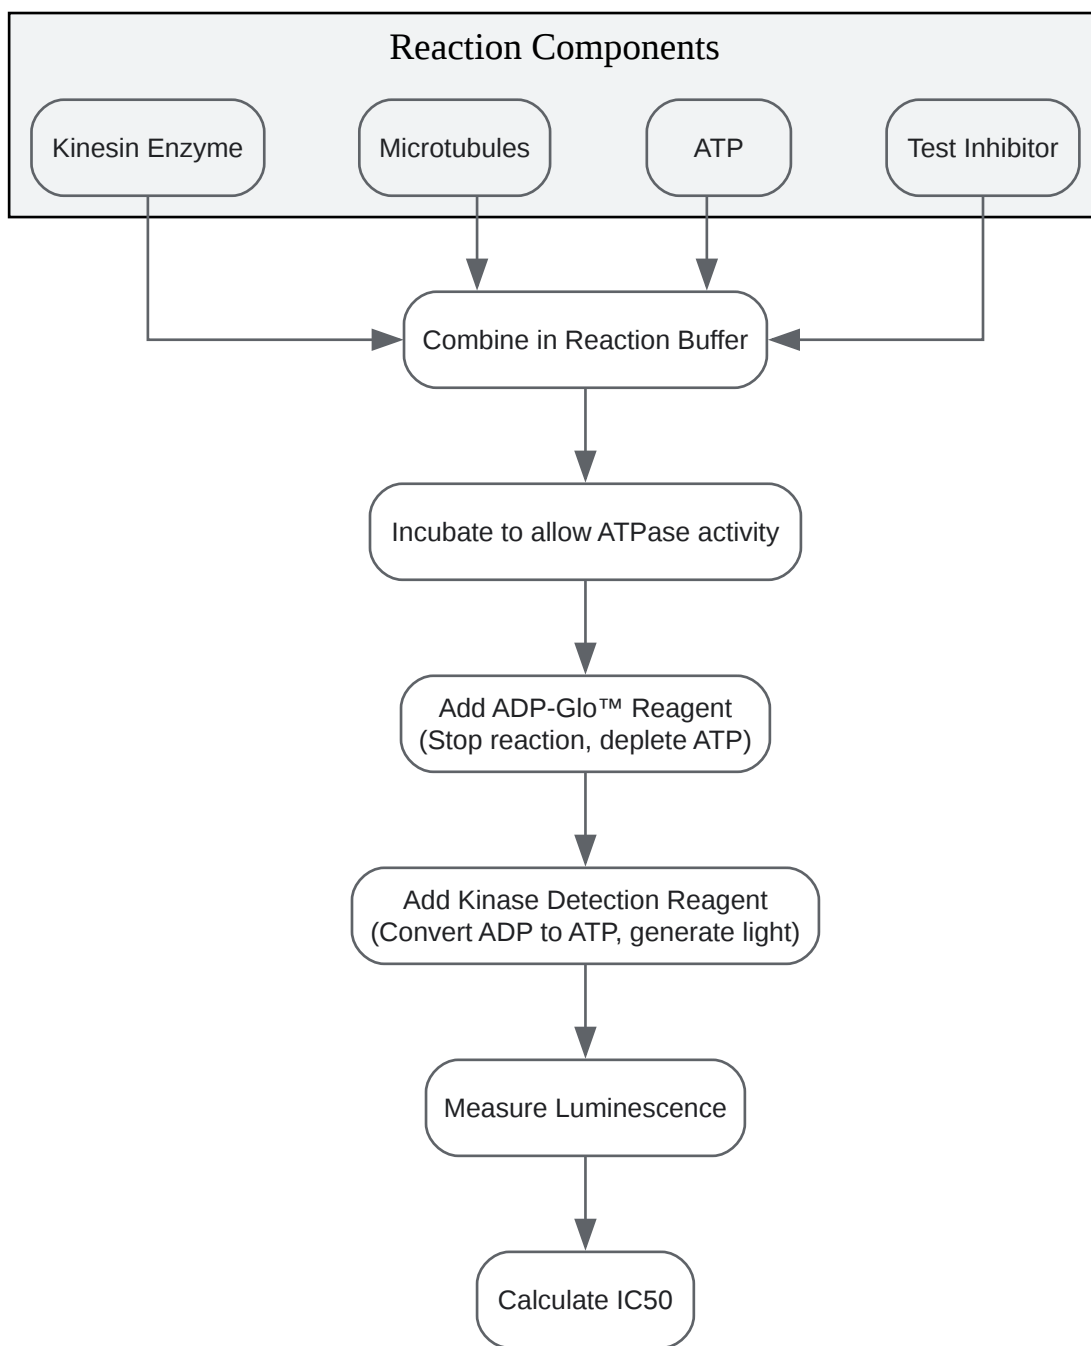 Reaction Components
Kinesin Enzyme
Microtubules
ATP
Test Inhibitor
Combine in Reaction Buffer
Incubate to allow ATPase activity
Add ADP-Glo™ Reagent
(Stop reaction, deplete ATP)
Add Kinase Detection Reagent
(Convert ADP to ATP, generate light)
Measure Luminescence
Calculate IC50